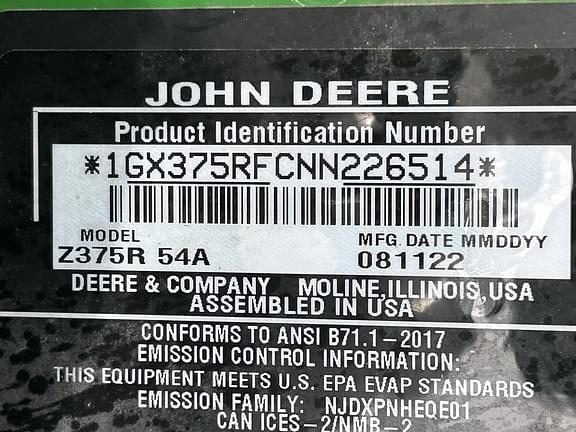 JOHN DEERE
Product Identification Number
*1GX375RFCNN226514*
MODEL MFG. DATE MMDDYY
Z375R 54A 081122
DEERE & COMPANY MOLINE, ILLINOIS, USA
ASSEMBLED IN USA
CONFORMS TO ANSI B71.1-2017
EMISSION CONTROL INFORMATION:
THIS EQUIPMENT MEETS U.S. EPA EVAP STANDARDS
EMISSION FAMILY: NJDXPNHEQE01
CAN ICES-2/NMB-2